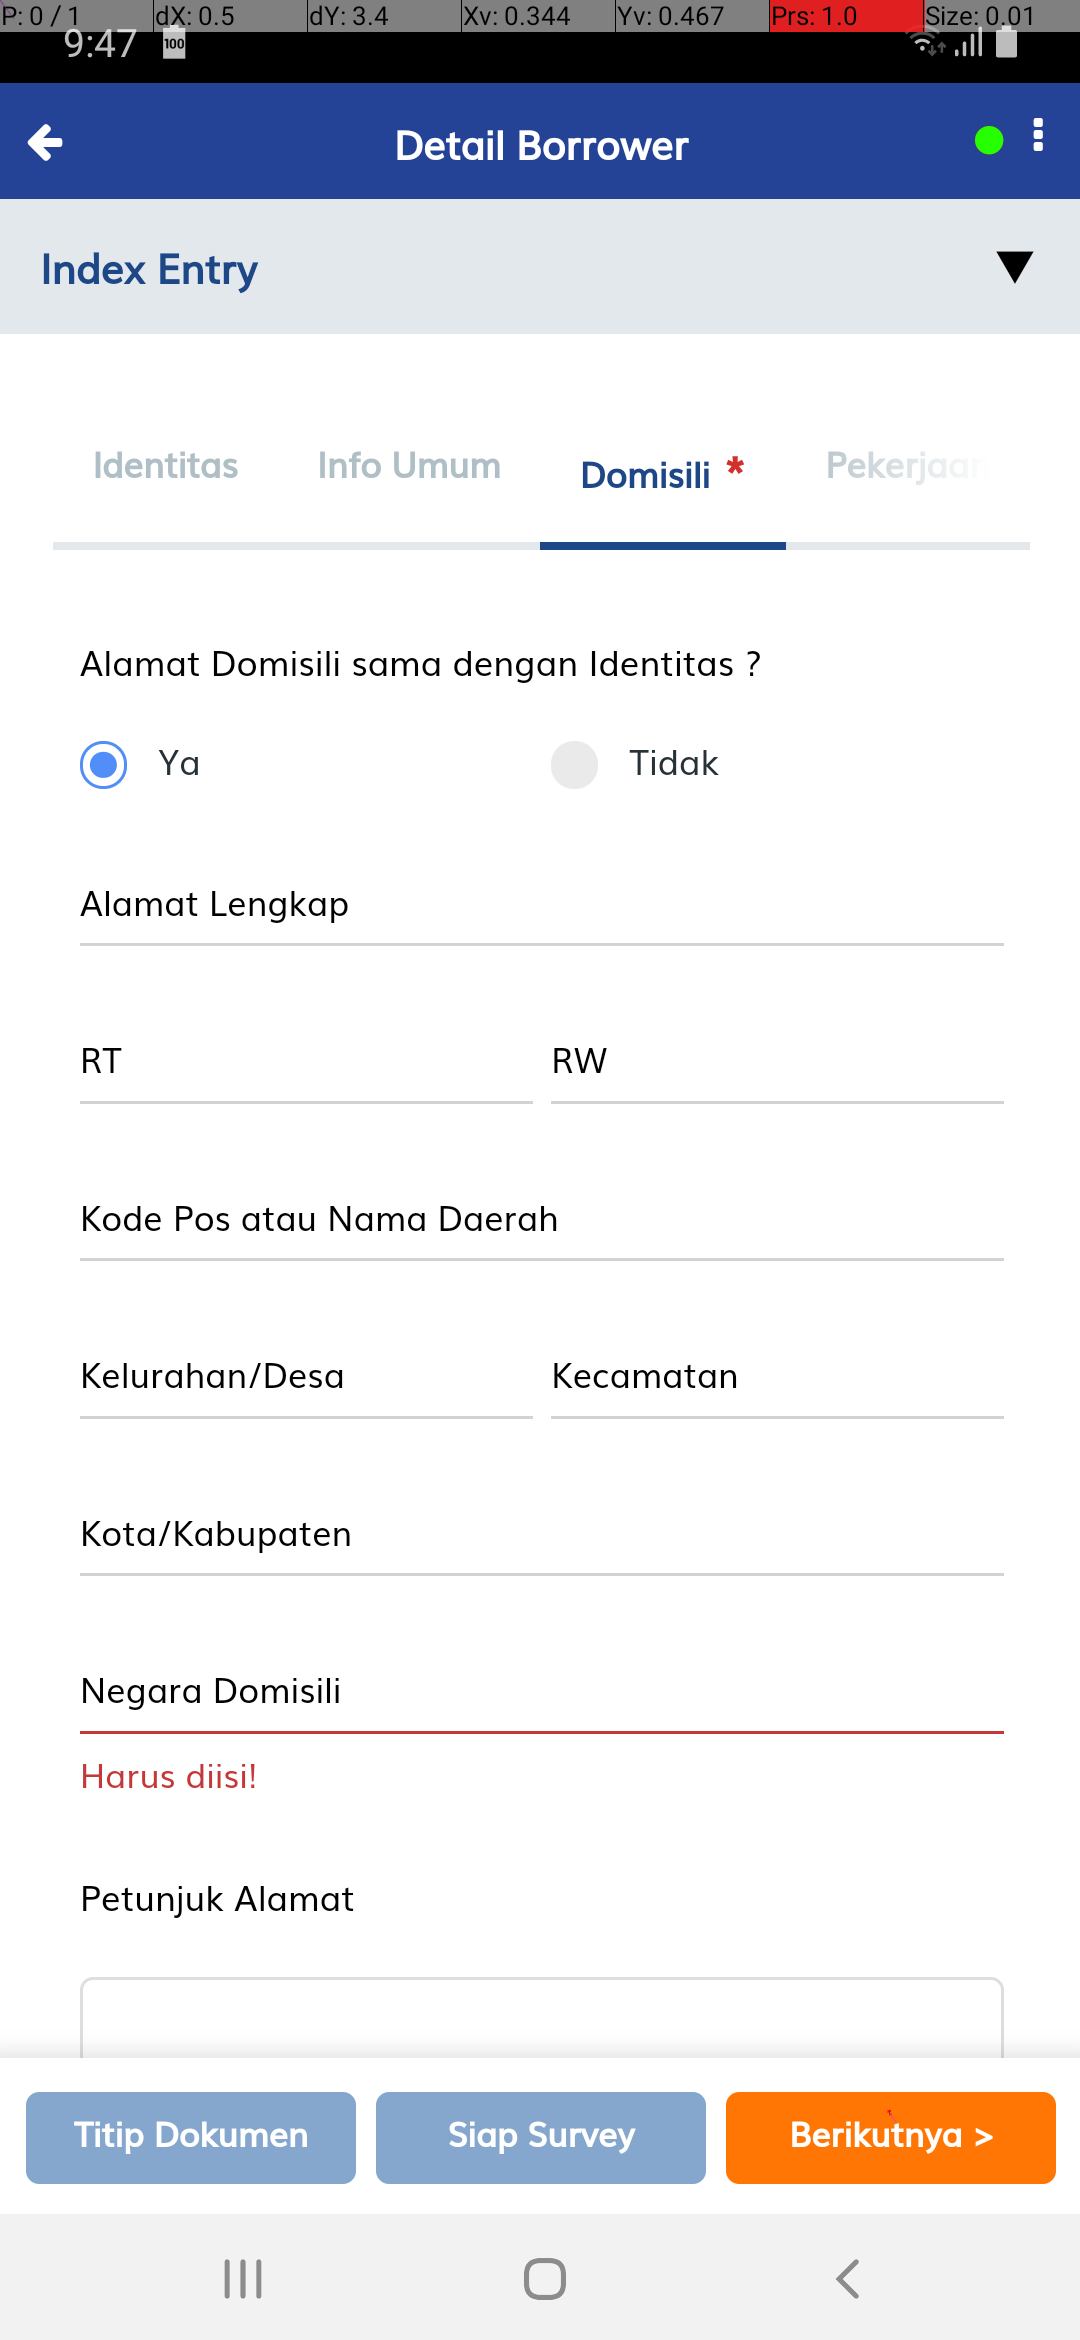 P: 0 / 1 dX: 0.5 dY: 3.4 Xv: 0.344 Yv: 0.467 Prs: 1.0 Size: 0.01
9:47 100
Detail Borrower
Index Entry
Identitas Info Umum Domisili * Pekerjaan
Alamat Domisili sama dengan Identitas ?
Ya Tidak
Alamat Lengkap
RT RW
Kode Pos atau Nama Daerah
Kelurahan/Desa Kecamatan
Kota/Kabupaten
Negara Domisili
Harus diisi!
Petunjuk Alamat
Titip Dokumen Siap Survey Berikutnya >